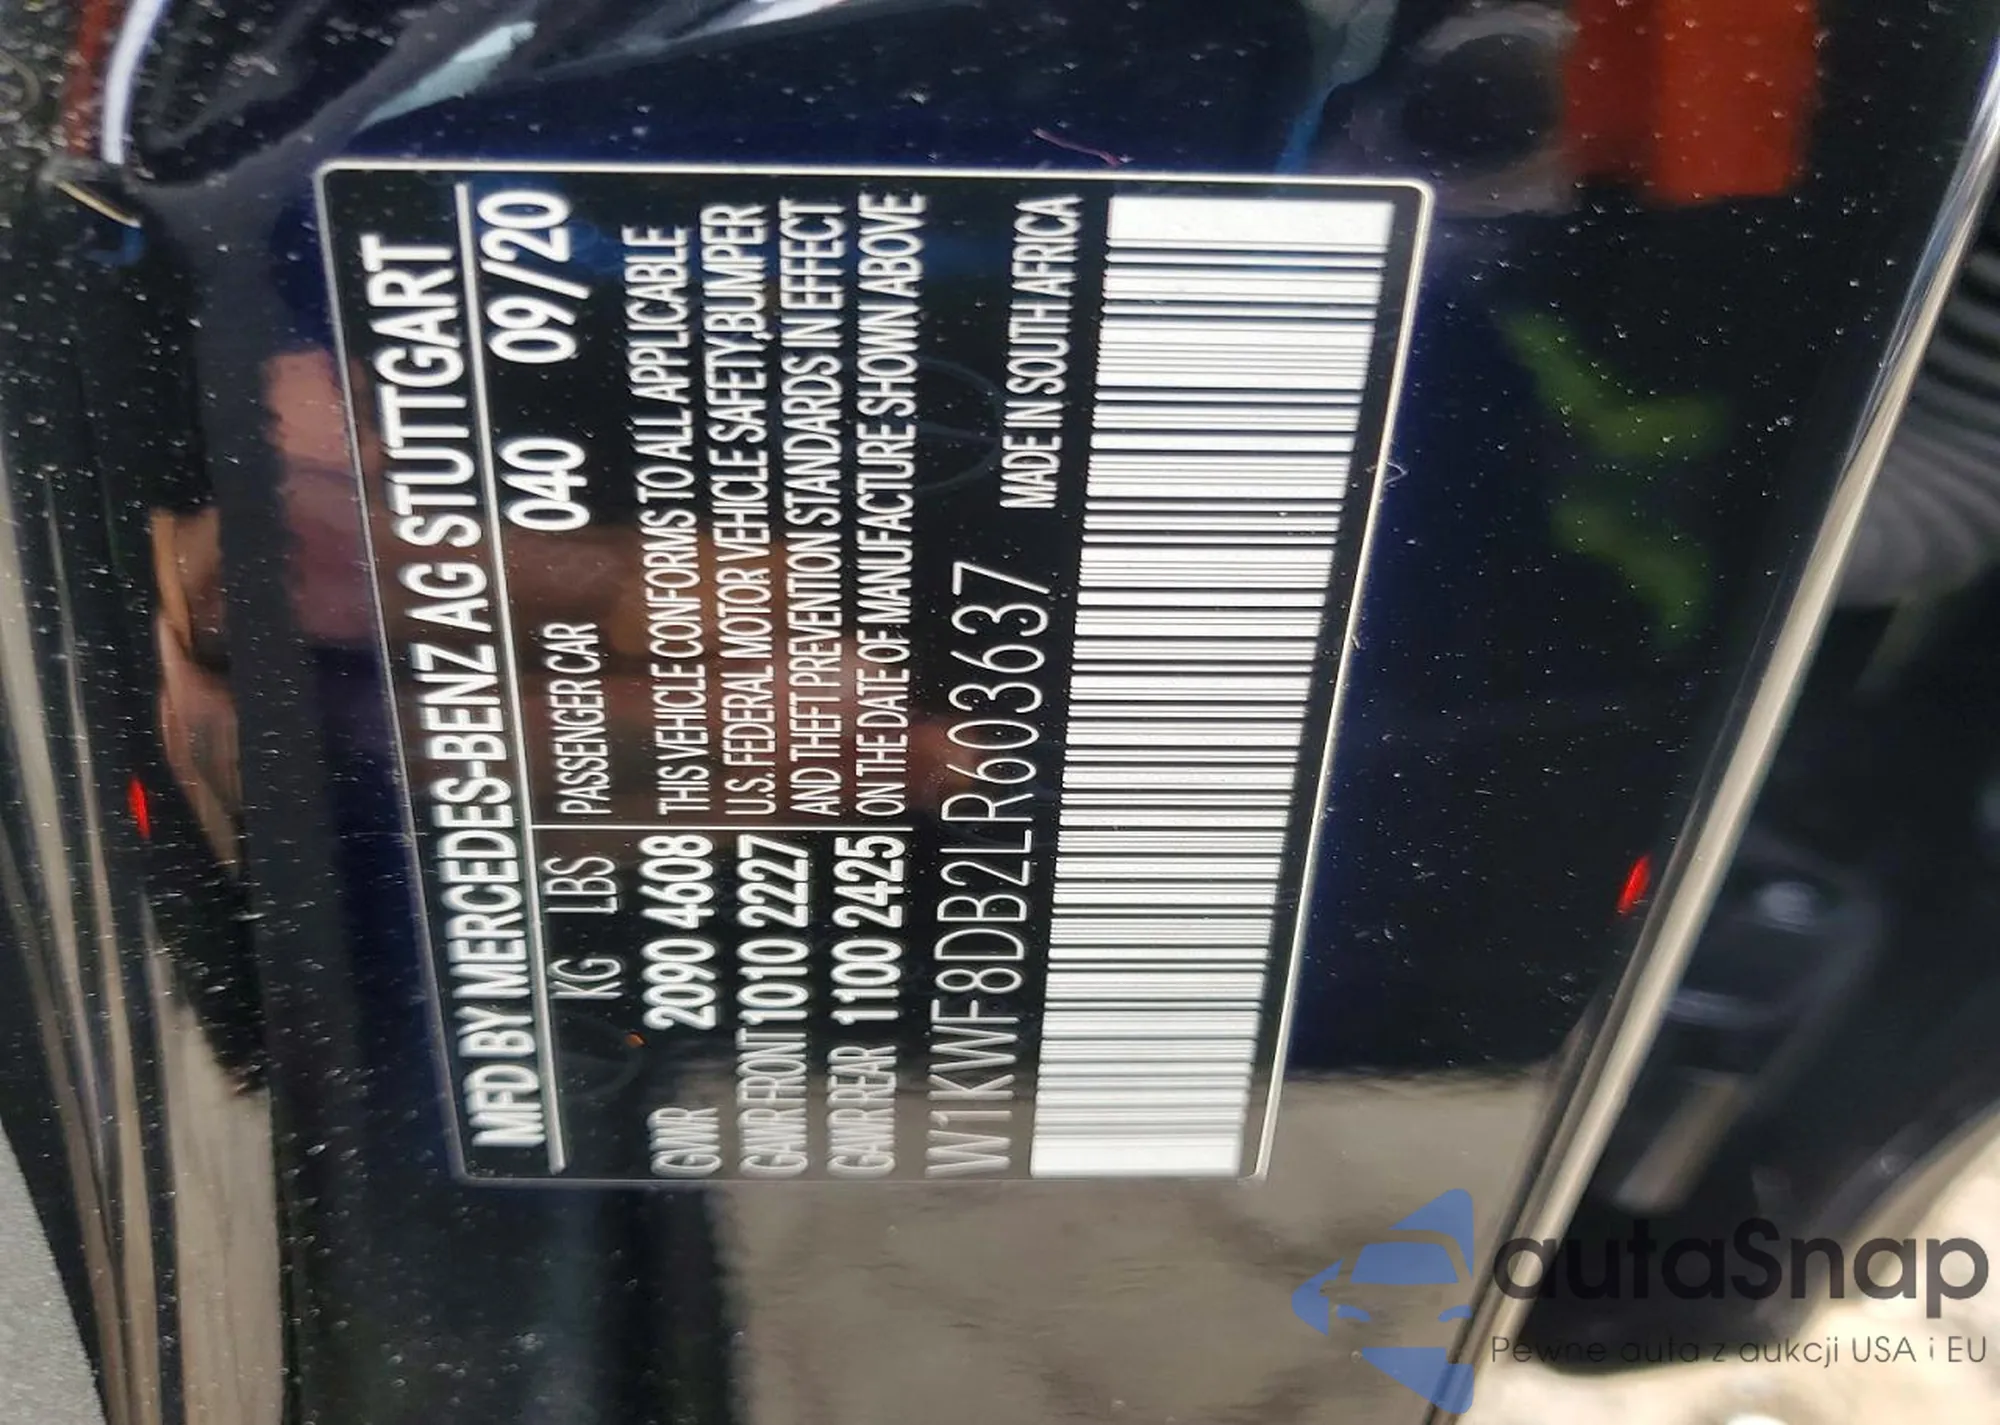 MFD BY MERCEDES-BENZ AG STUTTGART
KG LBS PASSENGER CAR 040 09/20
GVWR 2090 4608 THIS VEHICLE CONFORMS TO ALL APPLICABLE
GAWR FRONT 1010 2227 U.S. FEDERAL MOTOR VEHICLE SAFETY,BUMPER
AND THEFT PREVENTION STANDARDS IN EFFECT
GAWR REAR 1100 2425 ON THE DATE OF MANUFACTURE SHOWN ABOVE
W1KWF8DB2LR603637 MADE IN SOUTH AFRICA
autaSnap
Pewne auta z aukcji USA i EU